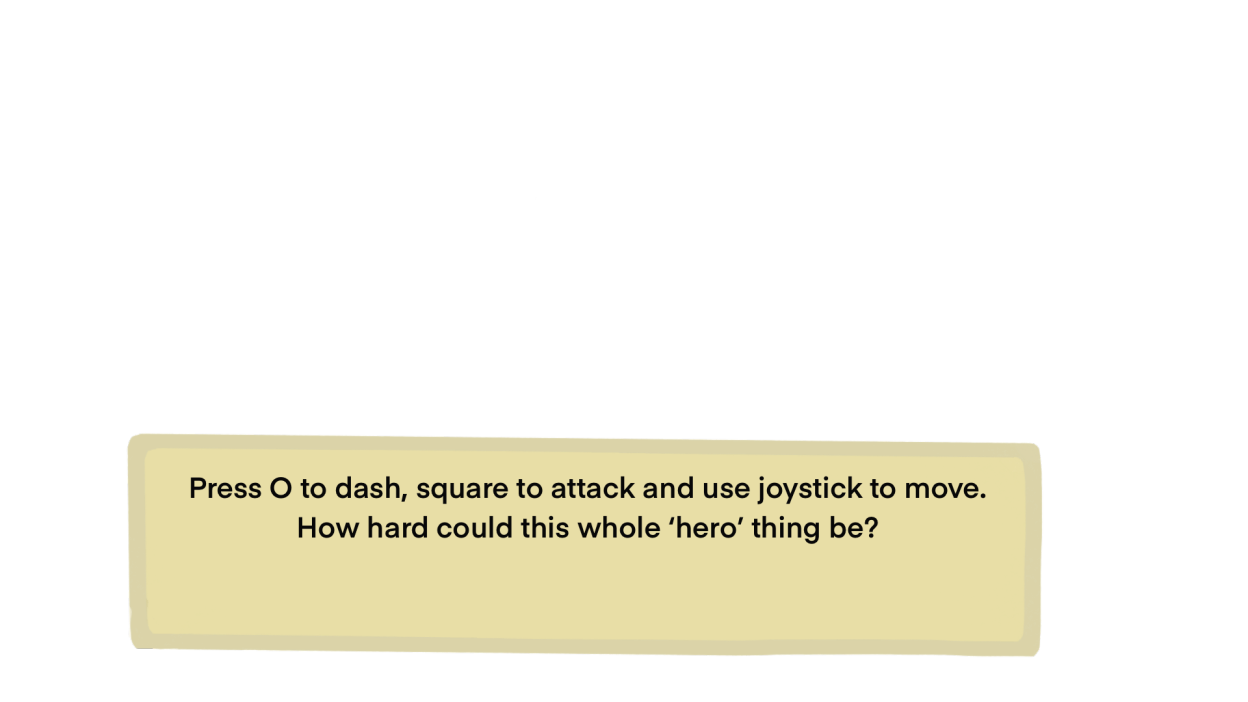 Press O to dash, square to attack and use joystick to move.
How hard could this whole ‘hero’ thing be?